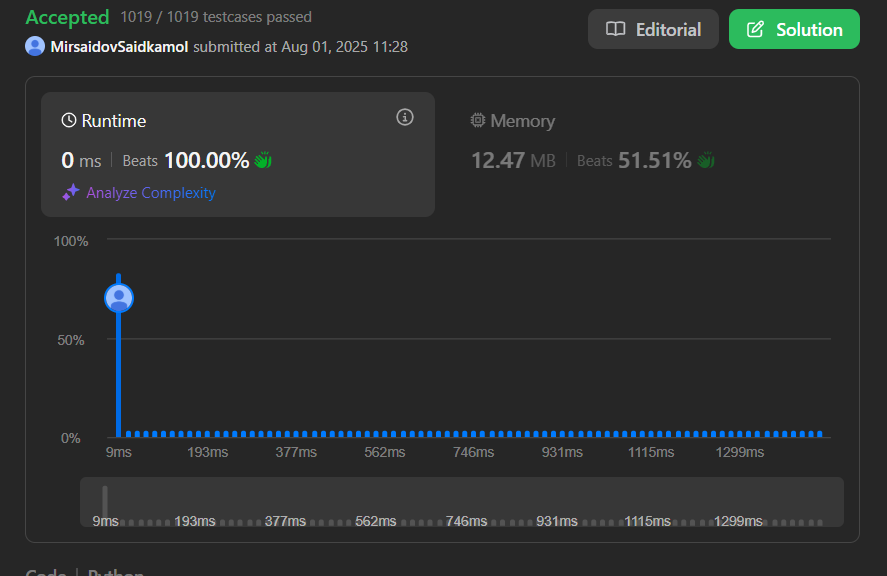 Accepted 1019 / 1019 testcases passed
MirsaidovSaidkamol submitted at Aug 01, 2025 11:28
Editorial
Solution
Runtime
0 ms | Beats 100.00%
Analyze Complexity
Memory
12.47 MB | Beats 51.51%
100%
50%
0%
9ms 193ms 377ms 562ms 746ms 931ms 1115ms 1299ms
9ms 193ms 377ms 562ms 746ms 931ms 1115ms 1299ms
Code | Python